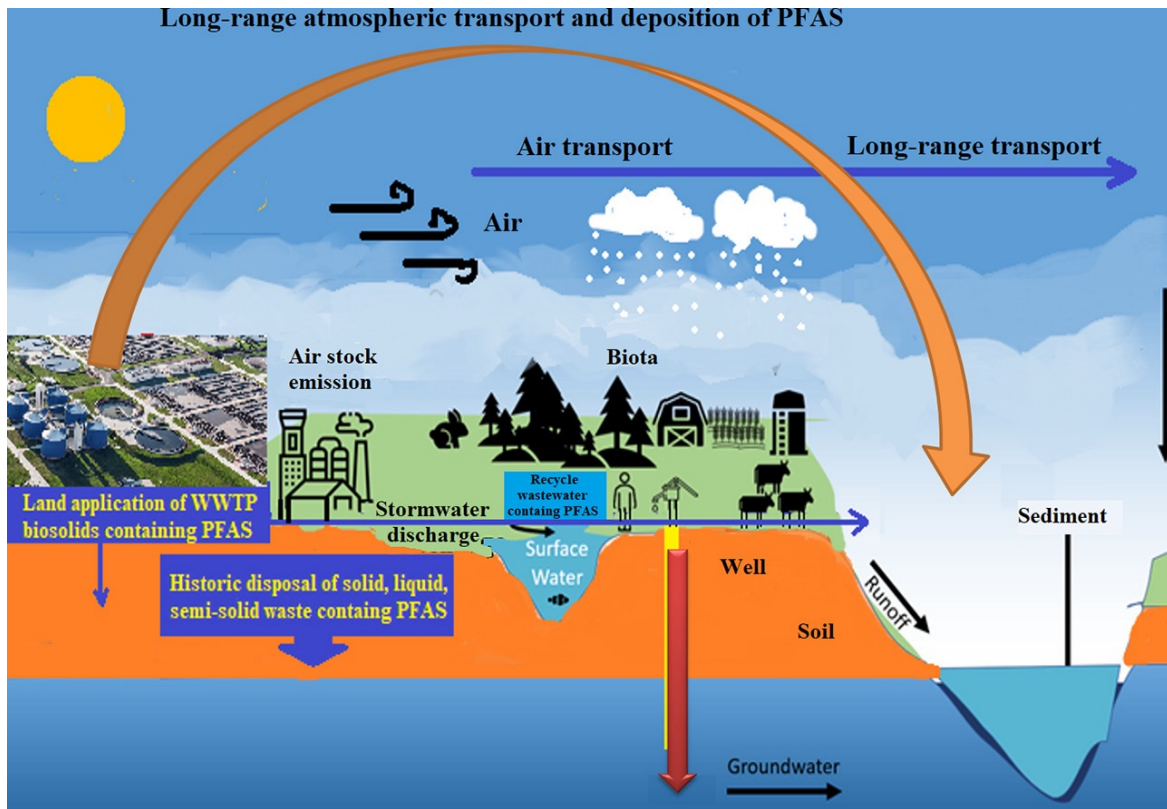 Long-range atmospheric transport and deposition of PFAS
Air transport
Long-range transport
Air
Air stock
emission
Biota
Land application of WWTP
biosolids containing PFAS
Stormwater
discharge
Recycle
wastewater
containg PFAS
Surface
Water
Historic disposal of solid, liquid,
semi-solid waste containg PFAS
Well
Soil
Runoff
Sediment
Groundwater